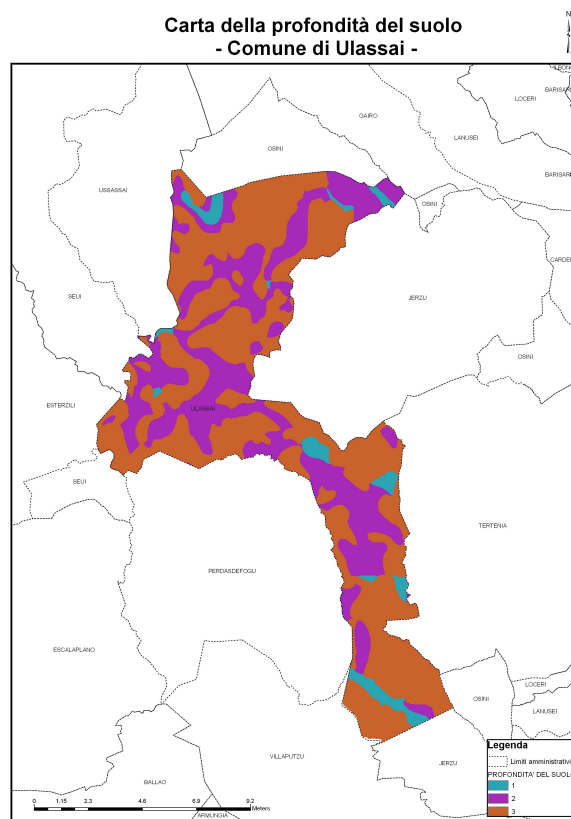 Carta della profondità del suolo
- Comune di Ulassai -
N
ILBONO
BARISARDO
LOCERI
GAIRO
LANUSEI
OSINI
BARISARDO
USSASSAI
OSINI
CARDEDU
SEUI
JERZU
OSINI
ESTERZILI
ULASSAI
SEUI
TERTENIA
PERDASDEFOGU
ESCALAPLANO
LOCERI
OSINI
LANUSEI
VILLAPUTZU
JERZU
BALLAO
ARMUNGIA
Legenda
Limiti amministrativi
PROFONDITA' DEL SUOLO
1
2
3
0 1.15 2.3 4.6 6.9 9.2
Meters